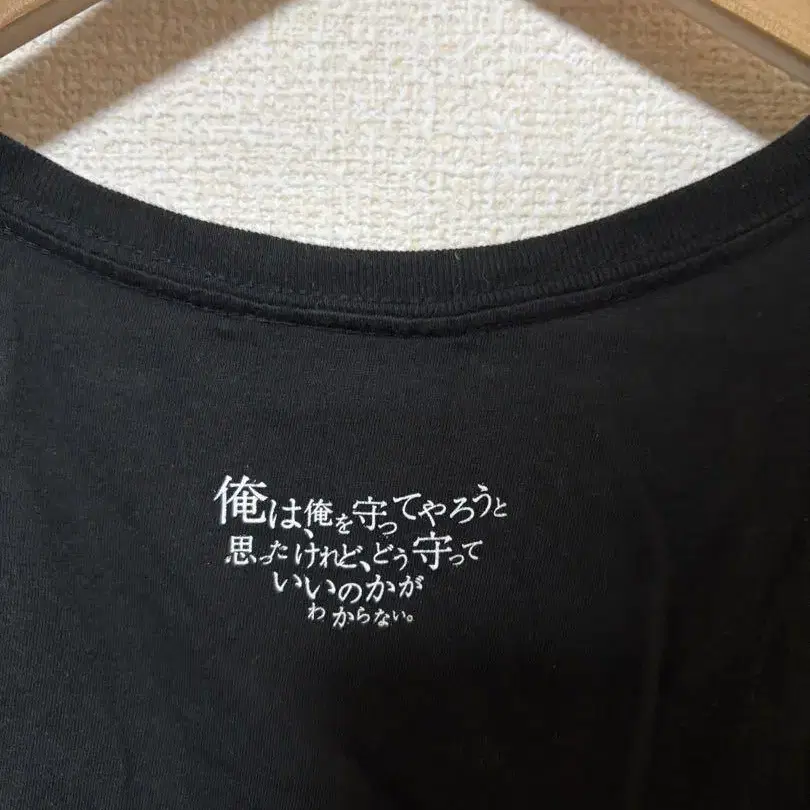 俺は、俺を守ってやろうと
思ったけれど、どう守って
いいのかが
わからない。